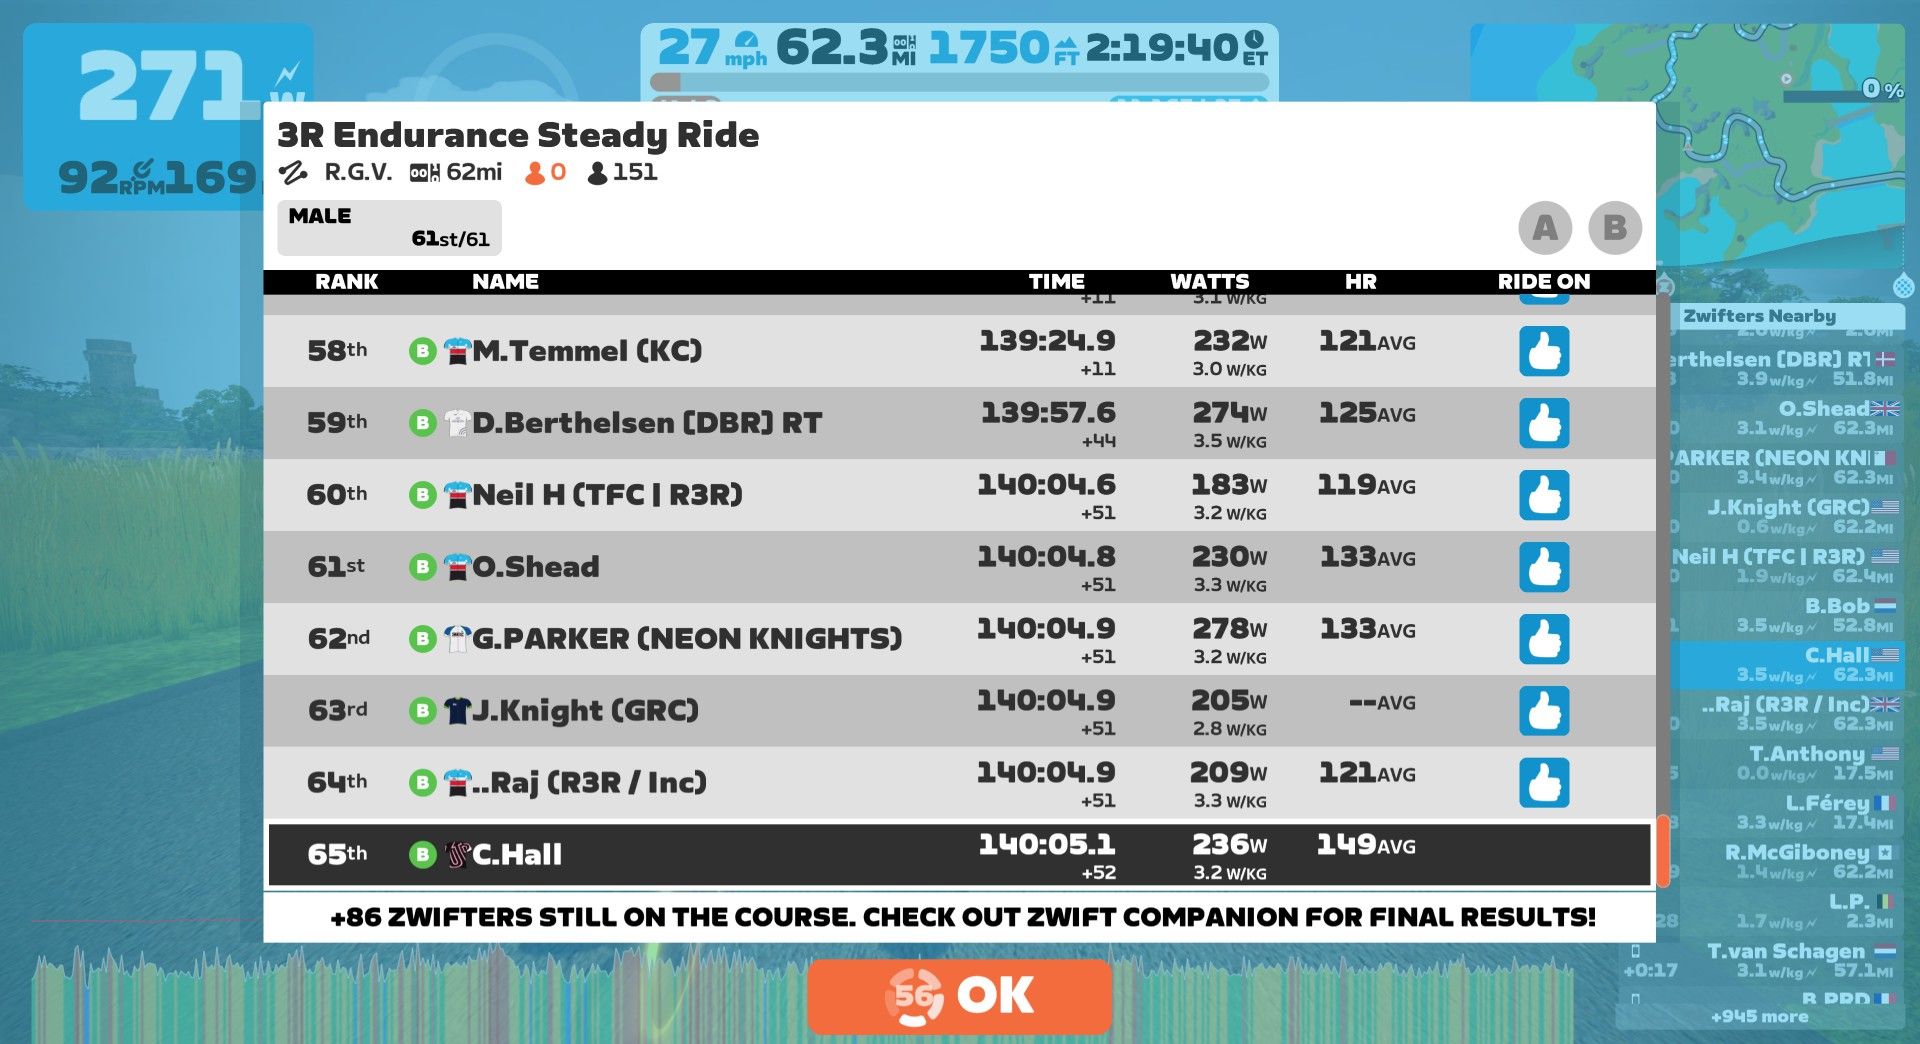 271 W
92 RPM 169
27 mph 62.3 MI 1750 FT 2:19:40 ET
0 %
3R Endurance Steady Ride
R.G.V. 62mi 0 151
MALE
61st/61
A B
RANK NAME TIME WATTS HR RIDE ON
+11 3.1 W/KG
58th B M.Temmel (KC) 139:24.9 232W 121AVG
+11 3.0 W/KG
59th B D.Berthelsen [DBR] RT 139:57.6 274W 125AVG
+44 3.5 W/KG
60th B Neil H (TFC | R3R) 140:04.6 183W 119AVG
+51 3.2 W/KG
61st B O.Shead 140:04.8 230W 133AVG
+51 3.3 W/KG
62nd B G.PARKER (NEON KNIGHTS) 140:04.9 278W 133AVG
+51 3.2 W/KG
63rd B J.Knight (GRC) 140:04.9 205W --AVG
+51 2.8 W/KG
64th B ..Raj (R3R / Inc) 140:04.9 209W 121AVG
+51 3.3 W/KG
65th B C.Hall 140:05.1 236W 149AVG
+52 3.2 W/KG
+86 ZWIFTERS STILL ON THE COURSE. CHECK OUT ZWIFT COMPANION FOR FINAL RESULTS!
56 OK
Zwifters Nearby
erthelsen [DBR] RT
3.9w/kg 51.8MI
O.Shead
3.1w/kg 62.3MI
PARKER (NEON KNI
3.4w/kg 62.3MI
J.Knight (GRC)
0.6w/kg 62.2MI
Neil H (TFC | R3R)
1.9w/kg 62.4MI
B.Bob
3.5w/kg 52.8MI
C.Hall
3.5w/kg 62.3MI
..Raj (R3R / Inc)
3.5w/kg 62.3MI
T.Anthony
0.0w/kg 17.5MI
L.Férey
3.3w/kg 17.4MI
R.McGiboney
1.4w/kg 62.2MI
L.P.
28 1.7w/kg 2.3MI
T.van Schagen
+0:17 3.1w/kg 57.1MI
+945 more